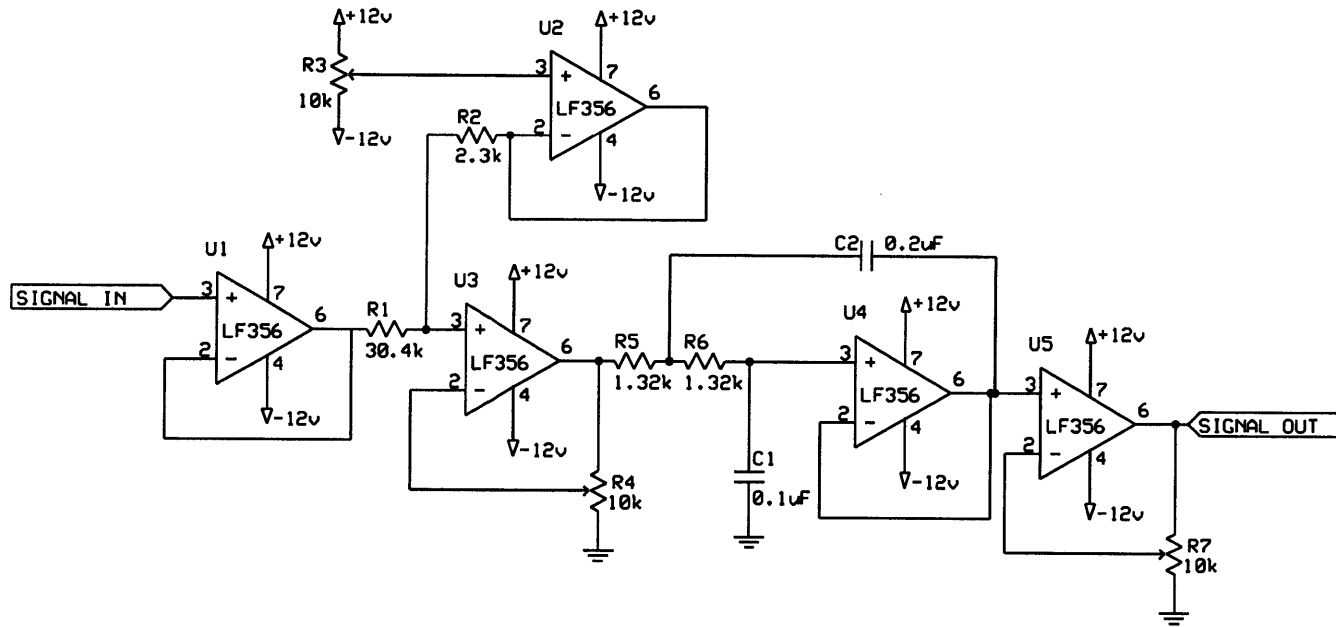 +12v
U2
+12v
R3
3
+
7
6
10k
LF356
R2
2
−
4
-12v
2.3k
-12v
U1
+12v
C2
0.2uF
U3
+12v
SIGNAL IN
3
+
7
6
R1
LF356
30.4k
2
−
4
-12v
3
+
7
6
LF356
2
−
4
-12v
R5
R6
1.32k
1.32k
U4
+12v
3
+
7
6
LF356
2
−
4
-12v
U5
+12v
3
+
7
6
LF356
2
−
4
-12v
SIGNAL OUT
R4
10k
C1
0.1uF
R7
10k